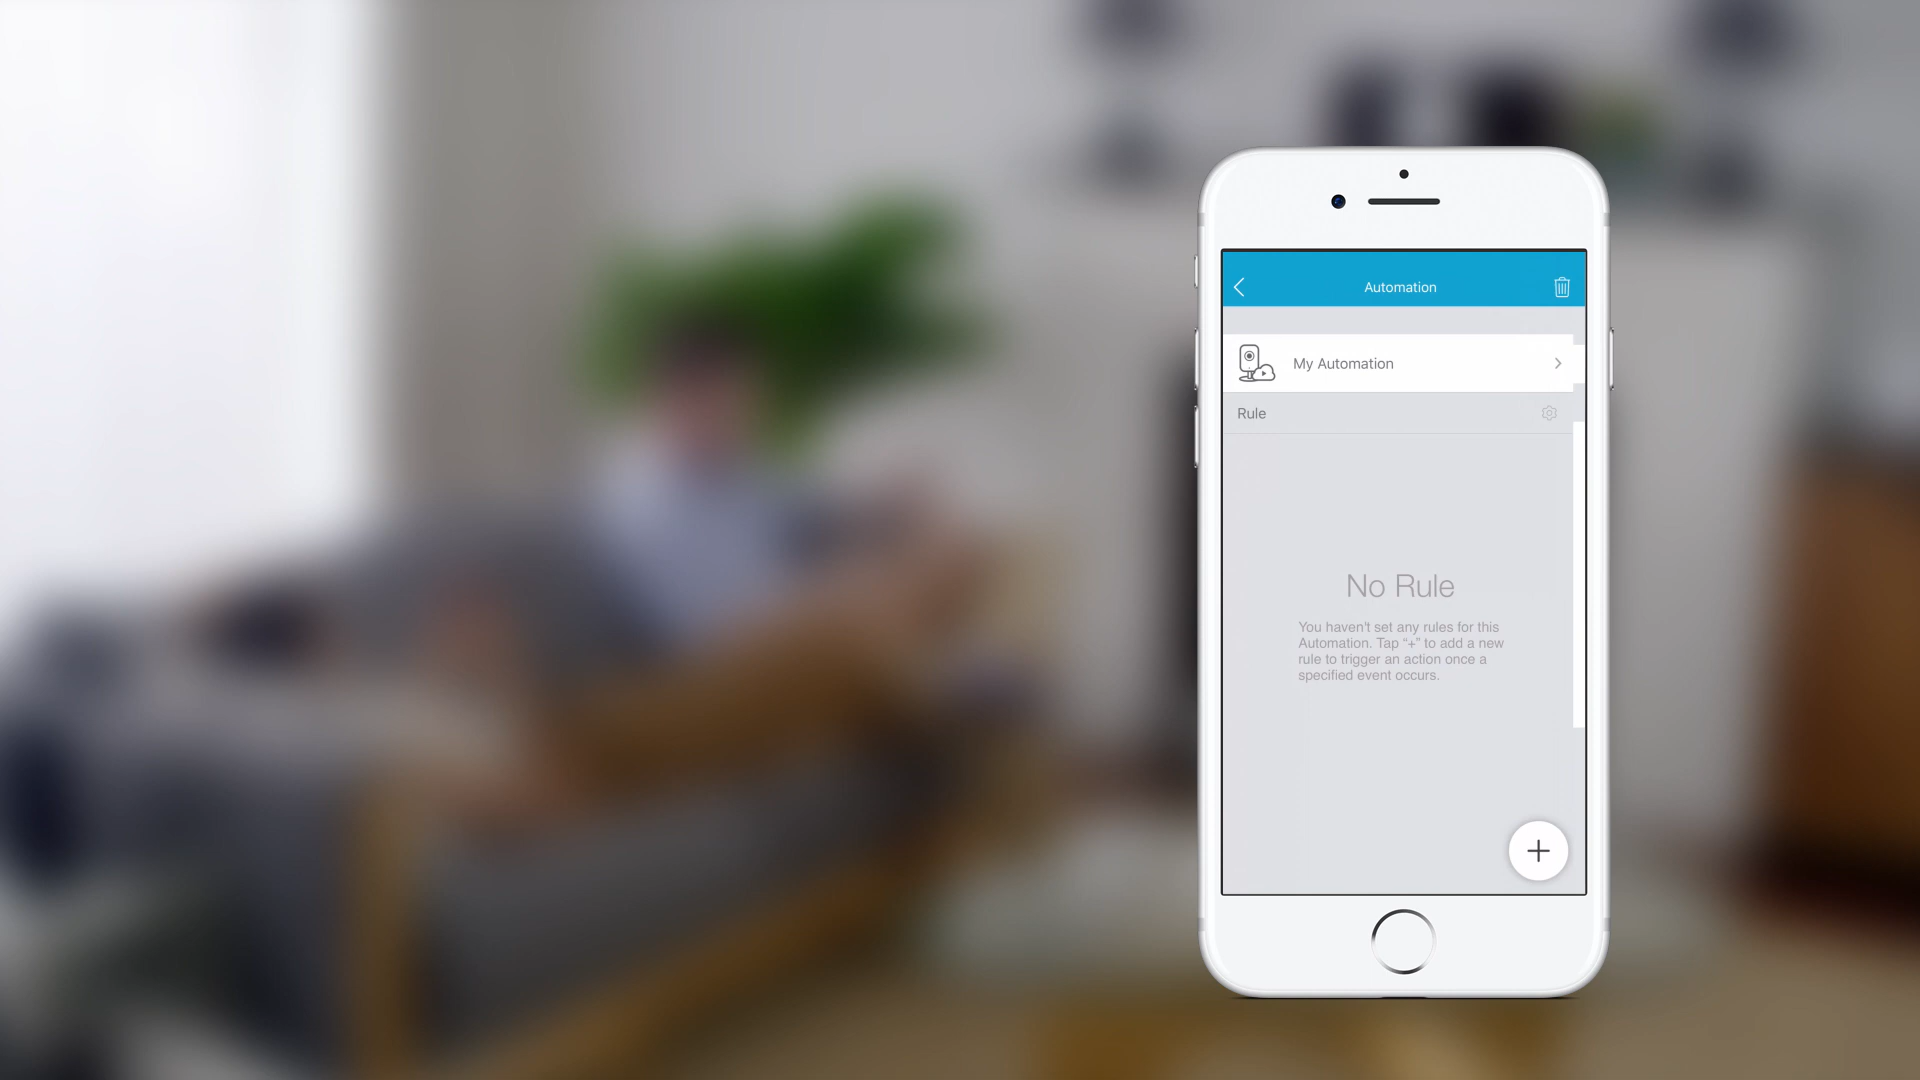 Automation
My Automation
Rule
No Rule
You haven't set any rules for this
Automation. Tap “+” to add a new
rule to trigger an action once a
specified event occurs.